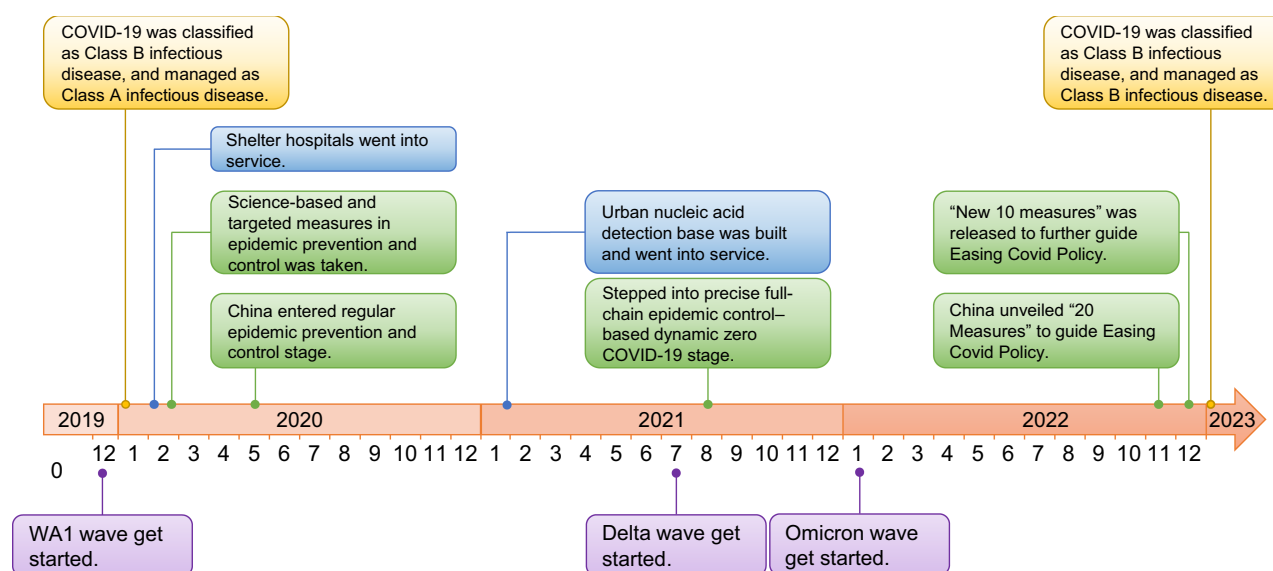 COVID-19 was classified
as Class B infectious
disease, and managed as
Class A infectious disease.
COVID-19 was classified
as Class B infectious
disease, and managed as
Class B infectious disease.
Shelter hospitals went into
service.
Science-based and
targeted measures in
epidemic prevention and
control was taken.
Urban nucleic acid
detection base was built
and went into service.
“New 10 measures” was
released to further guide
Easing Covid Policy.
China entered regular
epidemic prevention and
control stage.
Stepped into precise full-
chain epidemic control–
based dynamic zero
COVID-19 stage.
China unveiled “20
Measures” to guide Easing
Covid Policy.
2019 2020 2021 2022 2023
12 1 2 3 4 5 6 7 8 9 10 11 12 1 2 3 4 5 6 7 8 9 10 11 12 1 2 3 4 5 6 7 8 9 10 11 12
0
WA1 wave get
started.
Delta wave get
started.
Omicron wave
get started.